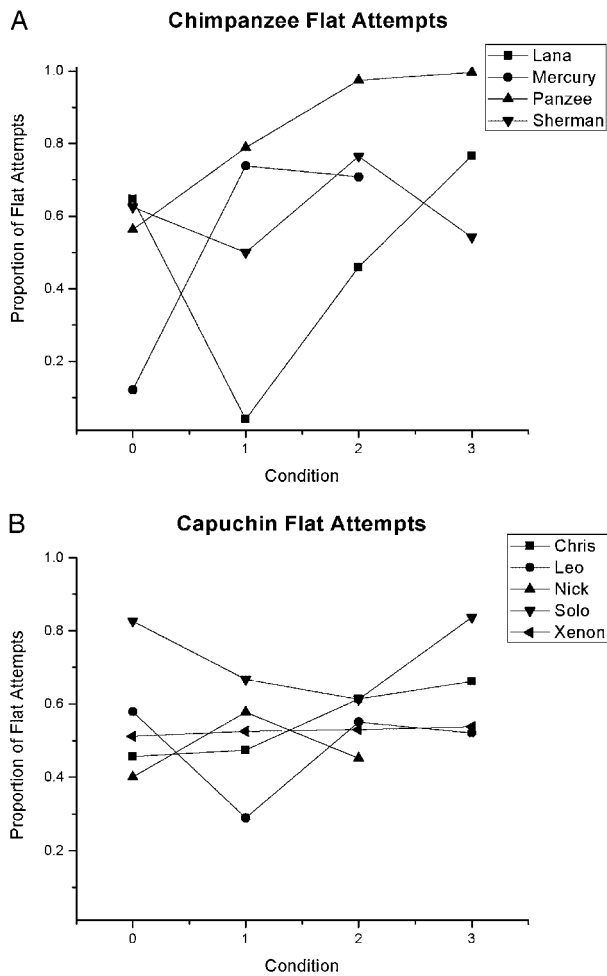 A
Chimpanzee Flat Attempts
Lana
Mercury
Panzee
Sherman
1.0
0.8
0.6
0.4
0.2
Proportion of Flat Attempts
0 1 2 3
Condition
B
Capuchin Flat Attempts
Chris
Leo
Nick
Solo
Xenon
1.0
0.8
0.6
0.4
0.2
Proportion of Flat Attempts
0 1 2 3
Condition